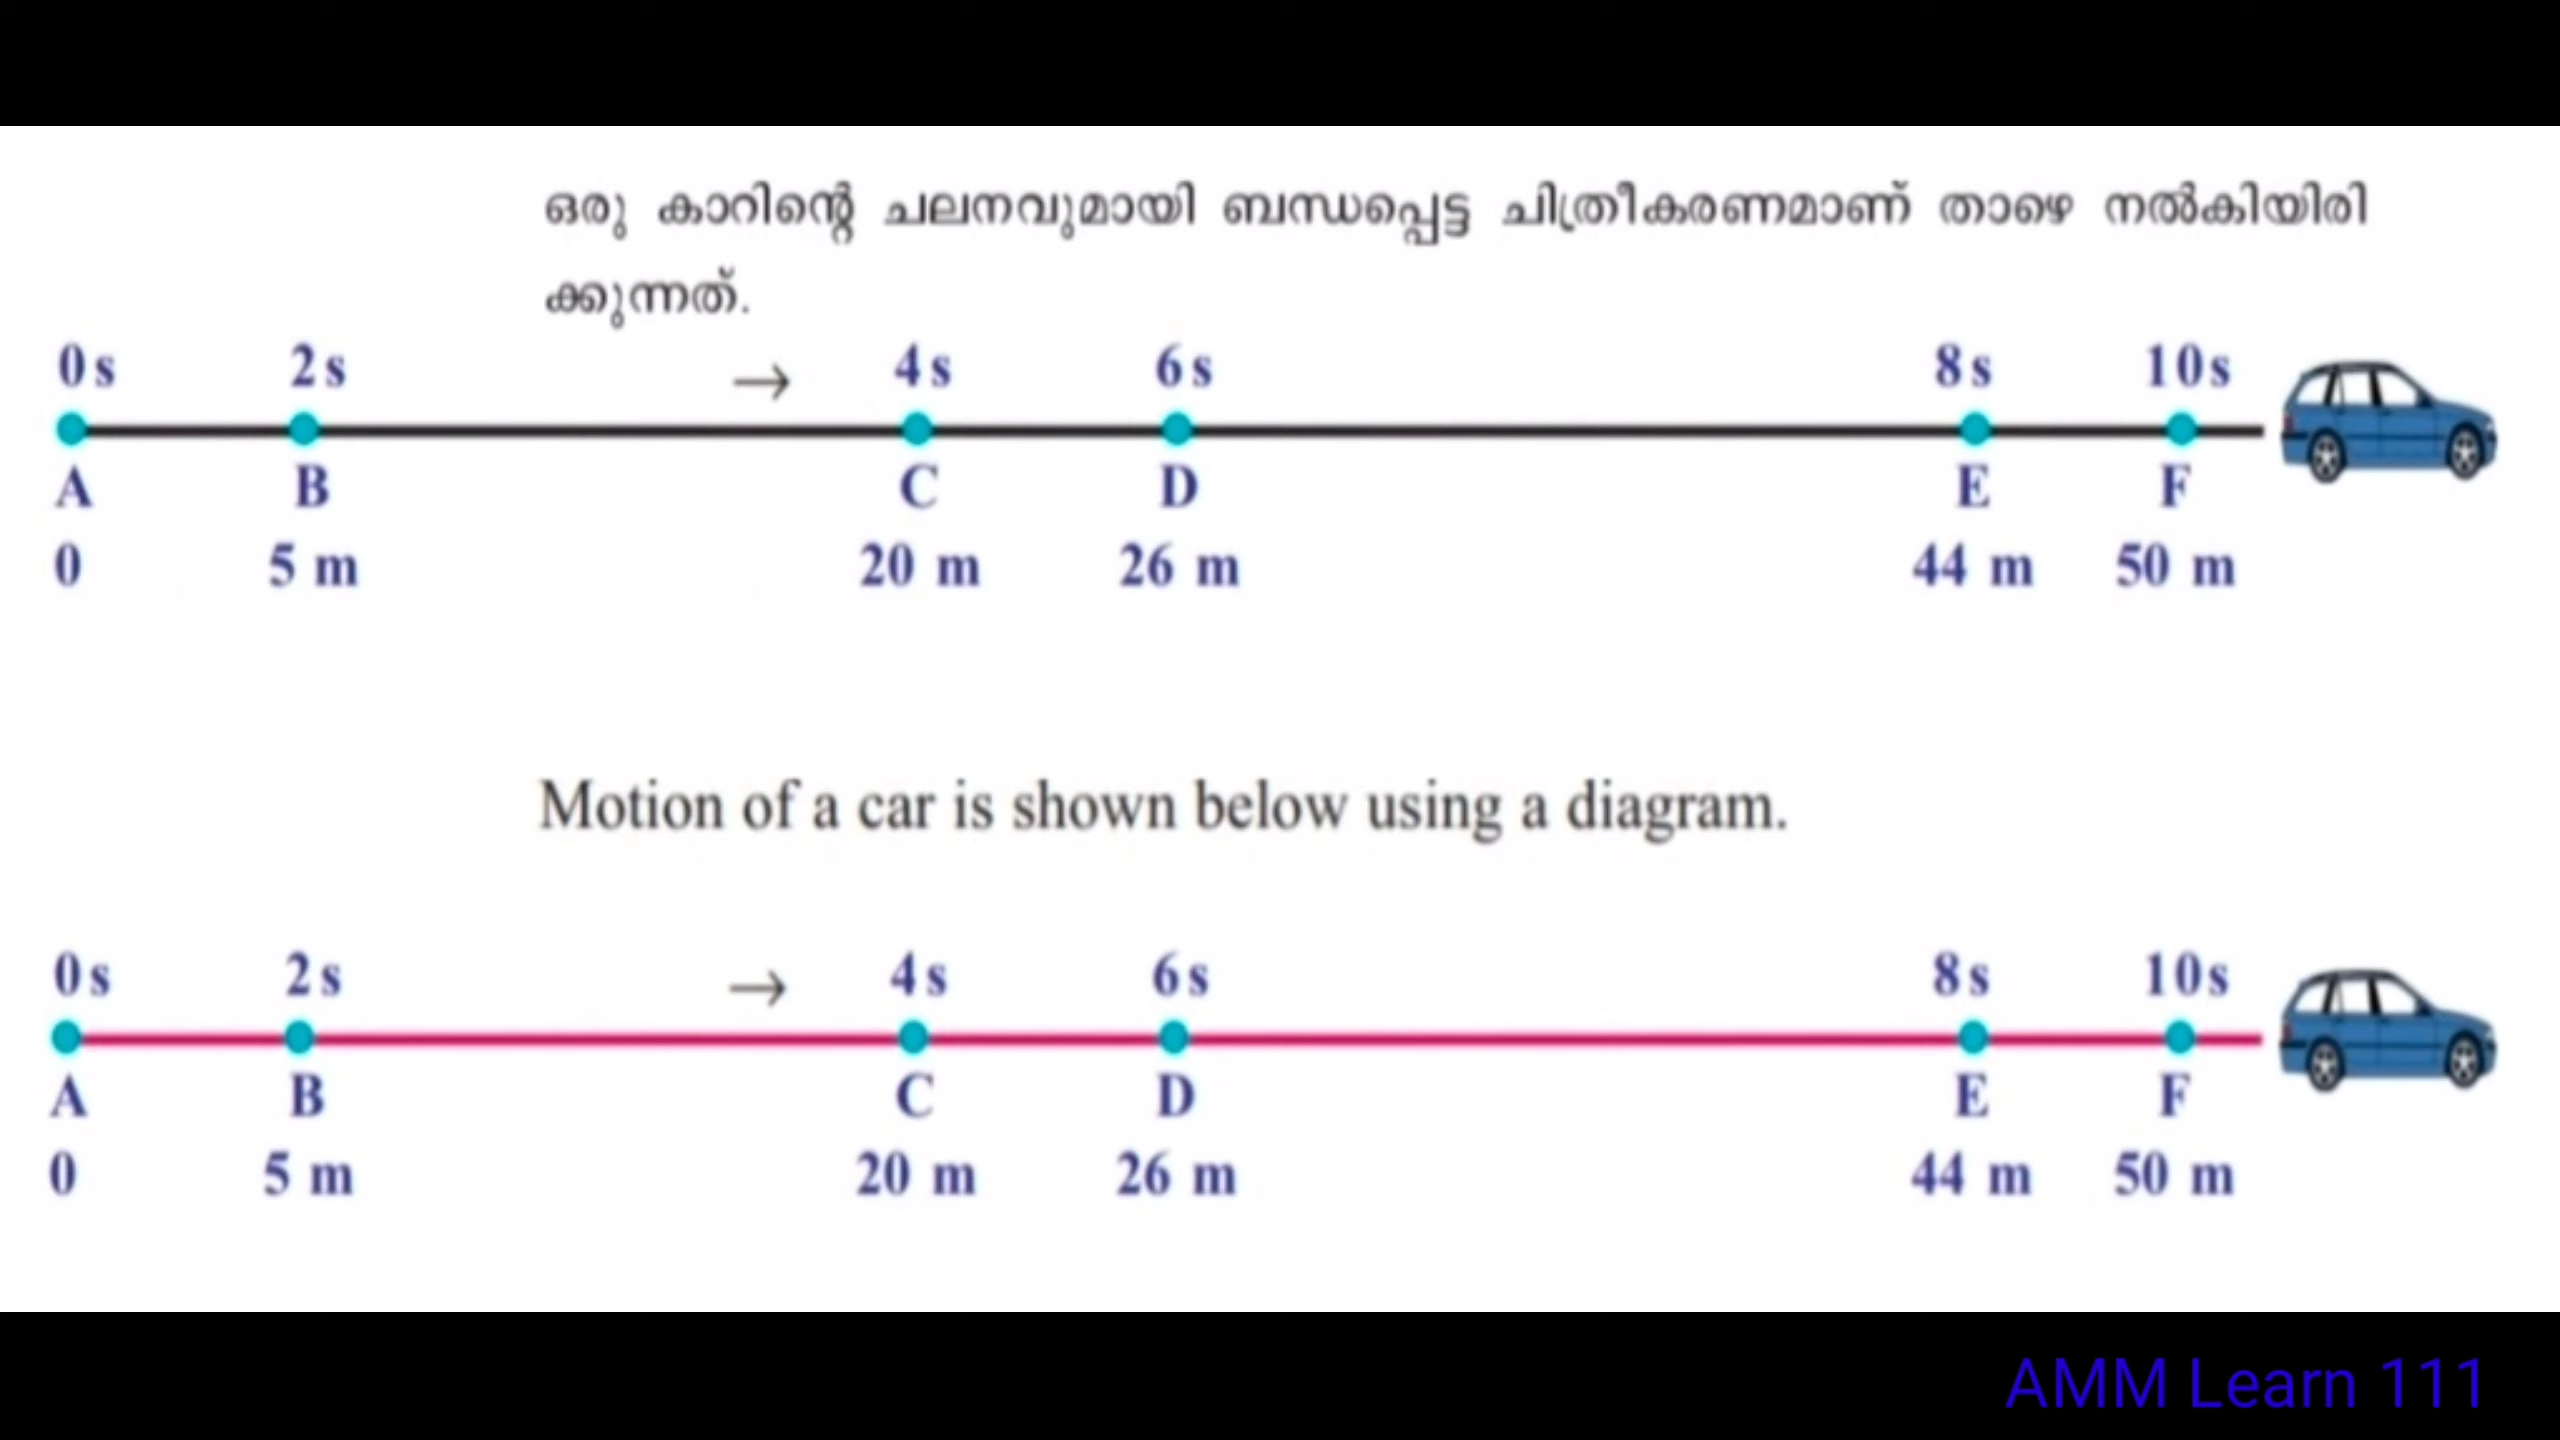 ഒരു കാറിന്റെ ചലനവുമായി ബന്ധപ്പെട്ട ചിത്രീകരണമാണ് താഴെ നൽകിയിരി
ക്കുന്നത്.
0 s 2 s → 4 s 6 s 8 s 10 s
A B C D E F
0 5 m 20 m 26 m 44 m 50 m
Motion of a car is shown below using a diagram.
0 s 2 s → 4 s 6 s 8 s 10 s
A B C D E F
0 5 m 20 m 26 m 44 m 50 m
AMM Learn 111